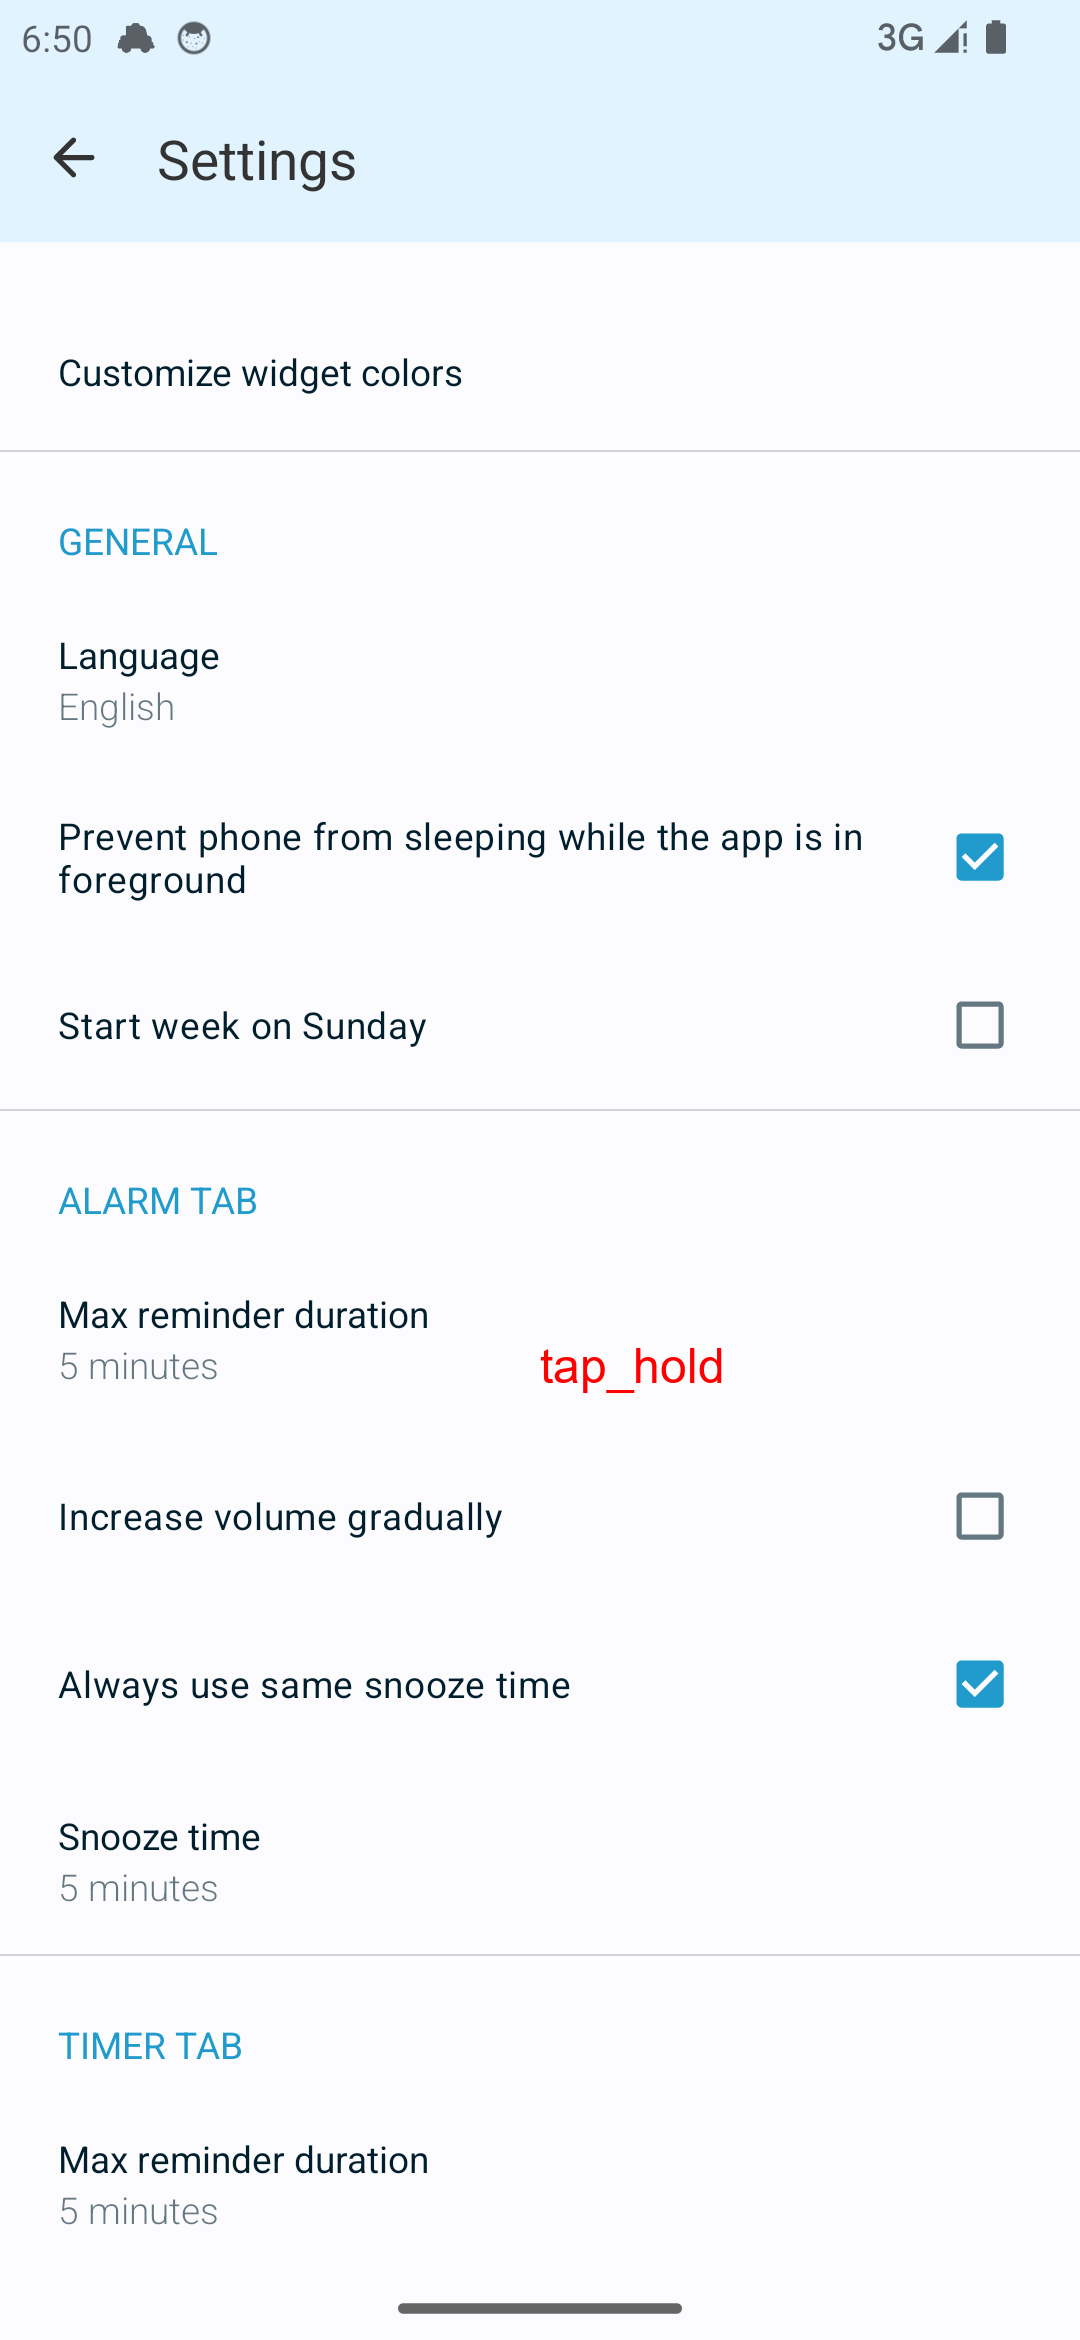 6:50
3G
Settings
Customize widget colors
GENERAL
Language
English
Prevent phone from sleeping while the app is in
foreground
Start week on Sunday
ALARM TAB
Max reminder duration
5 minutes
tap_hold
Increase volume gradually
Always use same snooze time
Snooze time
5 minutes
TIMER TAB
Max reminder duration
5 minutes